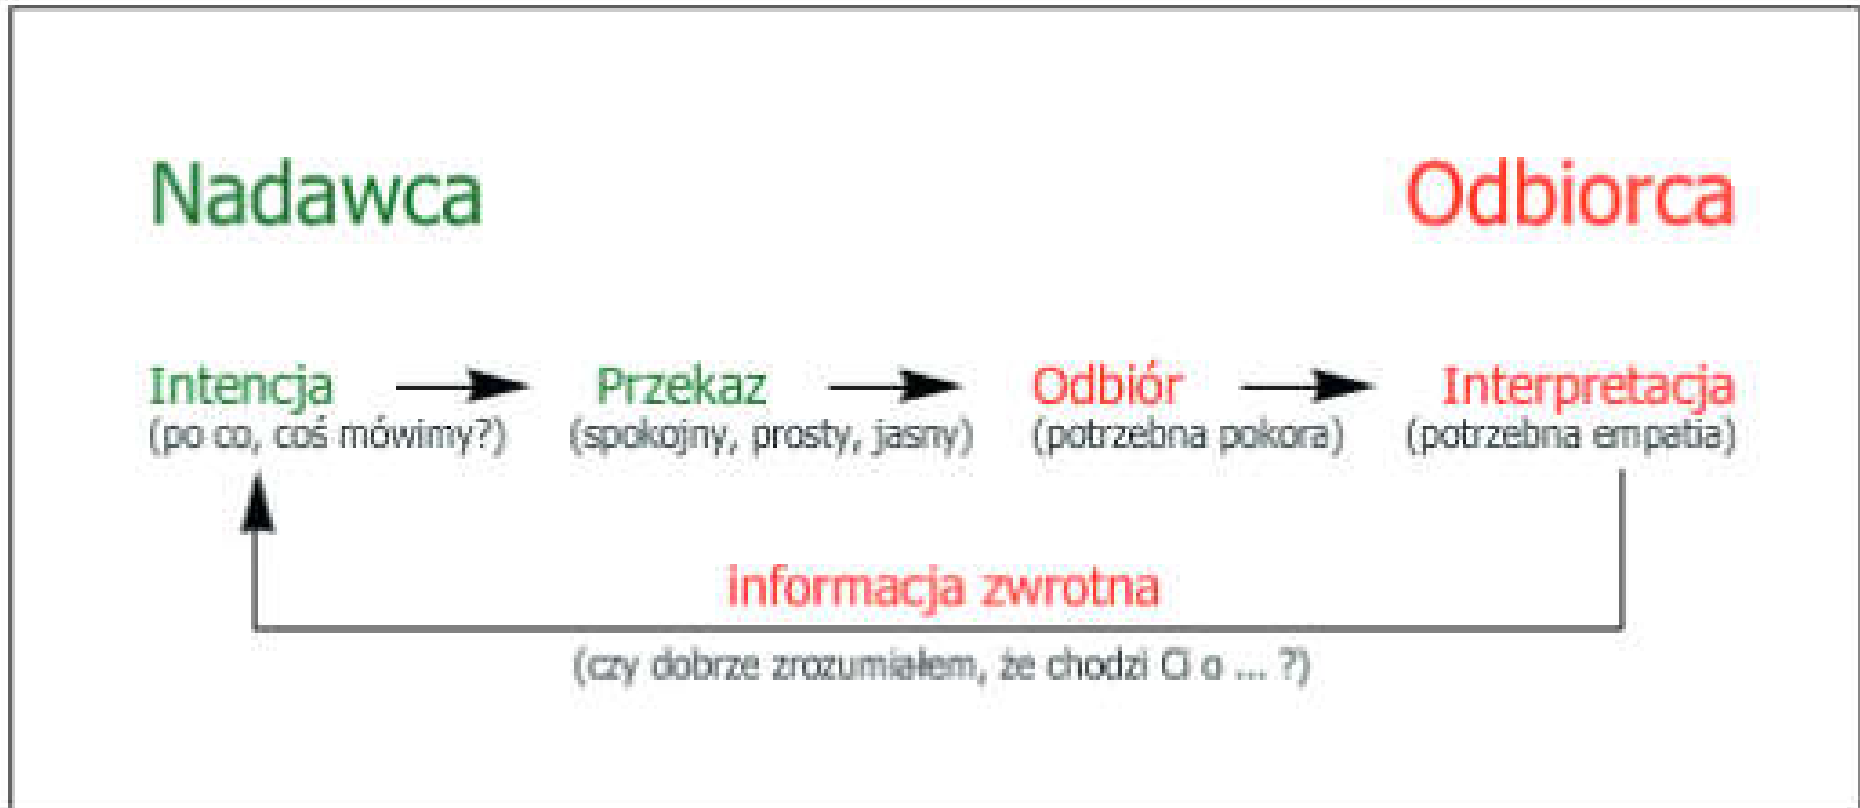 Nadawca Odbiorca
Intencja Przekaz Odbiór Interpretacja
(po co, coś mówimy?) (spokojny, prosty, jasny) (potrzebna pokora) (potrzebna empatia)
informacja zwrotna
(czy dobrze zrozumiałem, że chodzi Ci o ... ?)